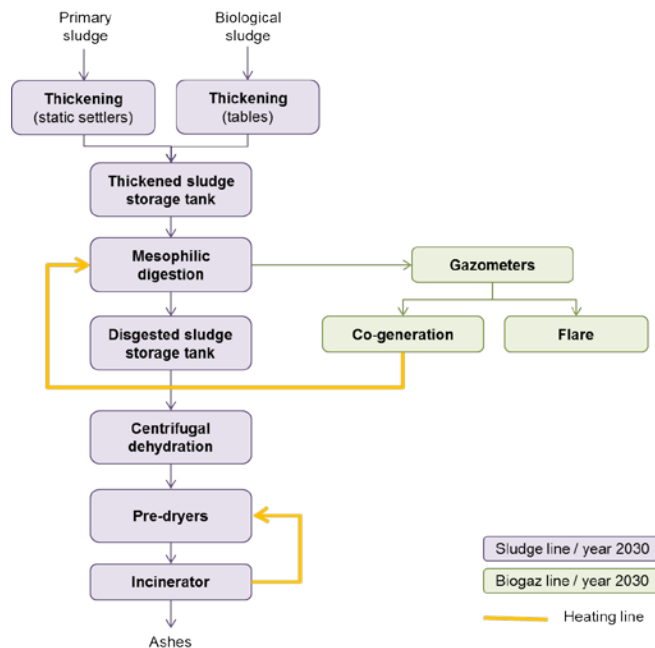 Primary
sludge
Biological
sludge
Thickening
(static settlers)
Thickening
(tables)
Thickened sludge
storage tank
Mesophilic
digestion
Gazometers
Disgested sludge
storage tank
Co-generation
Flare
Centrifugal
dehydration
Pre-dryers
Incinerator
Ashes
Sludge line / year 2030
Biogaz line / year 2030
Heating line